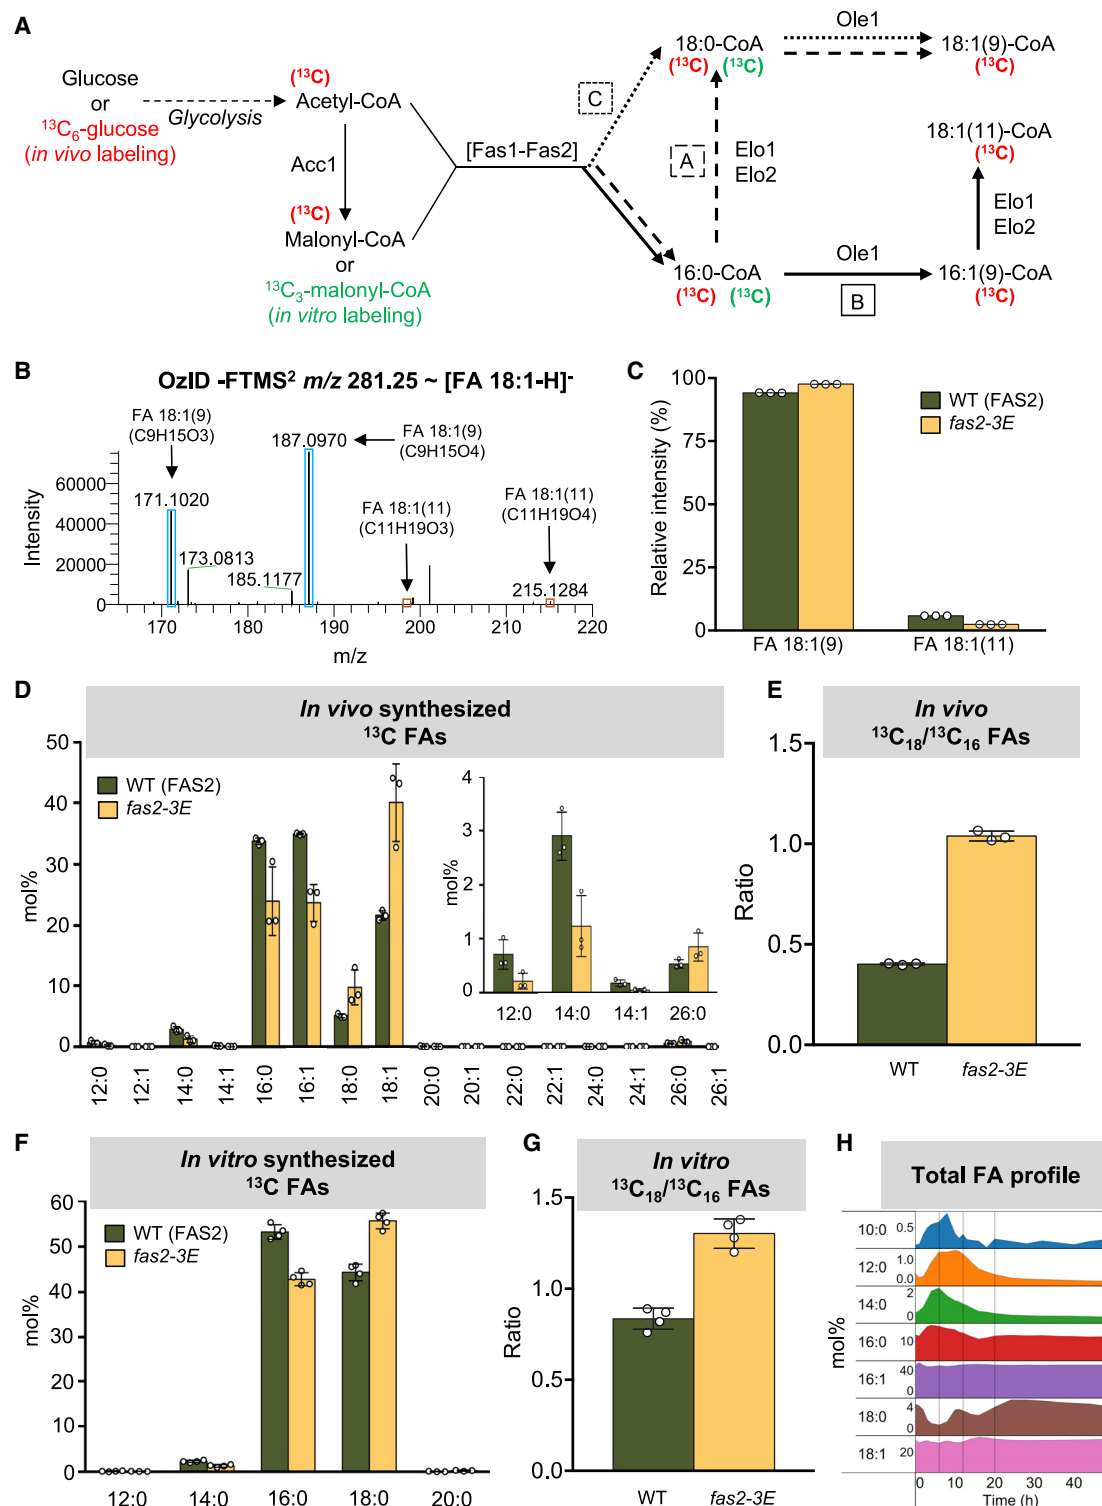 A
Glucose
or
¹³C₆-glucose
(in vivo labeling)
Glycolysis
(¹³C)
Acetyl-CoA
Acc1
(¹³C)
Malonyl-CoA
or
¹³C₃-malonyl-CoA
(in vitro labeling)
[Fas1-Fas2]
C
18:0-CoA
(¹³C) (¹³C)
Ole1
18:1(9)-CoA
(¹³C)
A
Elo1
Elo2
18:1(11)-CoA
(¹³C)
Elo1
Elo2
16:0-CoA
(¹³C) (¹³C)
Ole1
B
16:1(9)-CoA
(¹³C)
B
OzID -FTMS² m/z 281.25 ~ [FA 18:1-H]⁻
FA 18:1(9)
(C9H15O3)
187.0970
FA 18:1(9)
(C9H15O4)
171.1020
173.0813
185.1177
FA 18:1(11)
(C11H19O3)
FA 18:1(11)
(C11H19O4)
215.1284
Intensity
60000
40000
20000
0
170 180 190 200 210 220
m/z
C
Relative intensity (%)
100
75
50
25
0
WT (FAS2)
fas2-3E
FA 18:1(9) FA 18:1(11)
D
In vivo synthesized
¹³C FAs
mol%
50
40
30
20
10
0
WT (FAS2)
fas2-3E
12:0 12:1 14:0 14:1 16:0 16:1 18:0 18:1 20:0 20:1 22:0 22:1 24:0 24:1 26:0 26:1
mol%
4
3
2
1
0
12:0 14:0 14:1 26:0
E
In vivo
¹³C₁₈/¹³C₁₆ FAs
Ratio
1.5
1.0
0.5
0.0
WT fas2-3E
F
In vitro synthesized
¹³C FAs
mol%
60
50
40
30
20
10
0
WT (FAS2)
fas2-3E
12:0 14:0 16:0 18:0 20:0
G
In vitro
¹³C₁₈/¹³C₁₆ FAs
Ratio
1.5
1.0
0.5
0.0
WT fas2-3E
H
Total FA profile
mol%
10:0 0.5
12:0 1.0
0.0
14:0 2
0
16:0 10
16:1 40
0
18:0 4
0
18:1 20
0 10 20 40
Time (h)